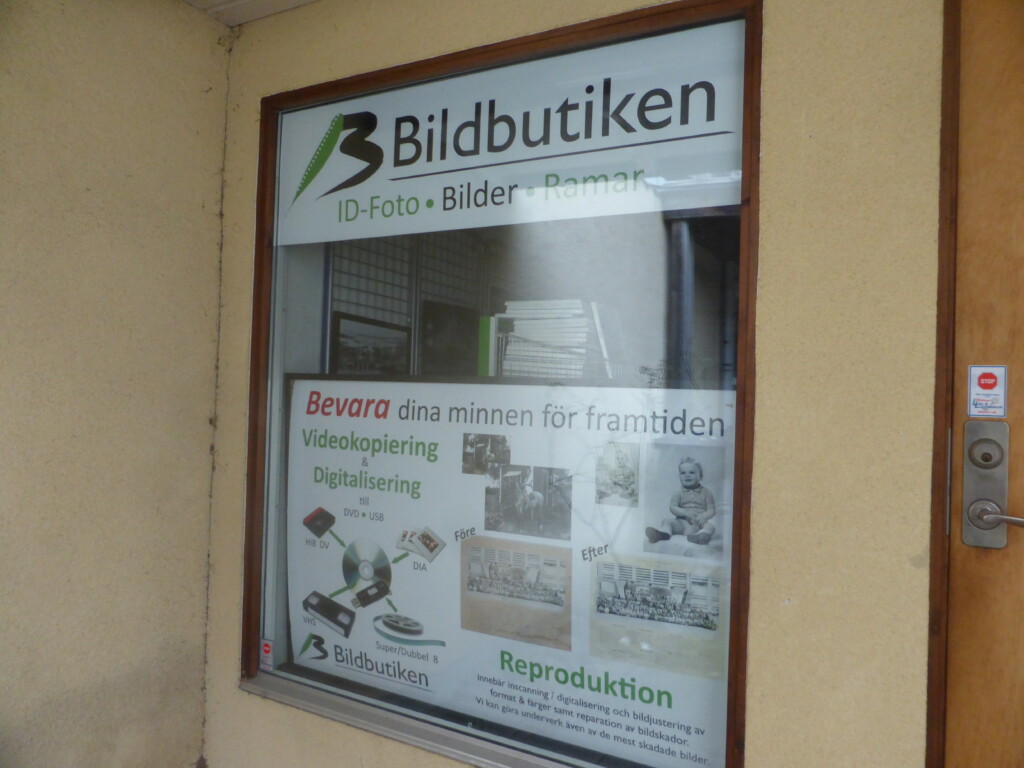 Bildbutiken
ID-Foto • Bilder • Ramar
Bevara dina minnen för framtiden
Videokopiering
&
Digitalisering
till
DVD • USB
Hi8 DV
DIA
VHS
Super/Dubbel 8
Bildbutiken
Före
Efter
Reproduktion
Innebär inscanning / digitalisering och bildjustering av
format & färger samt reparation av bildskador.
Vi kan göra underverk även av de mest skadade bilder.
STOP